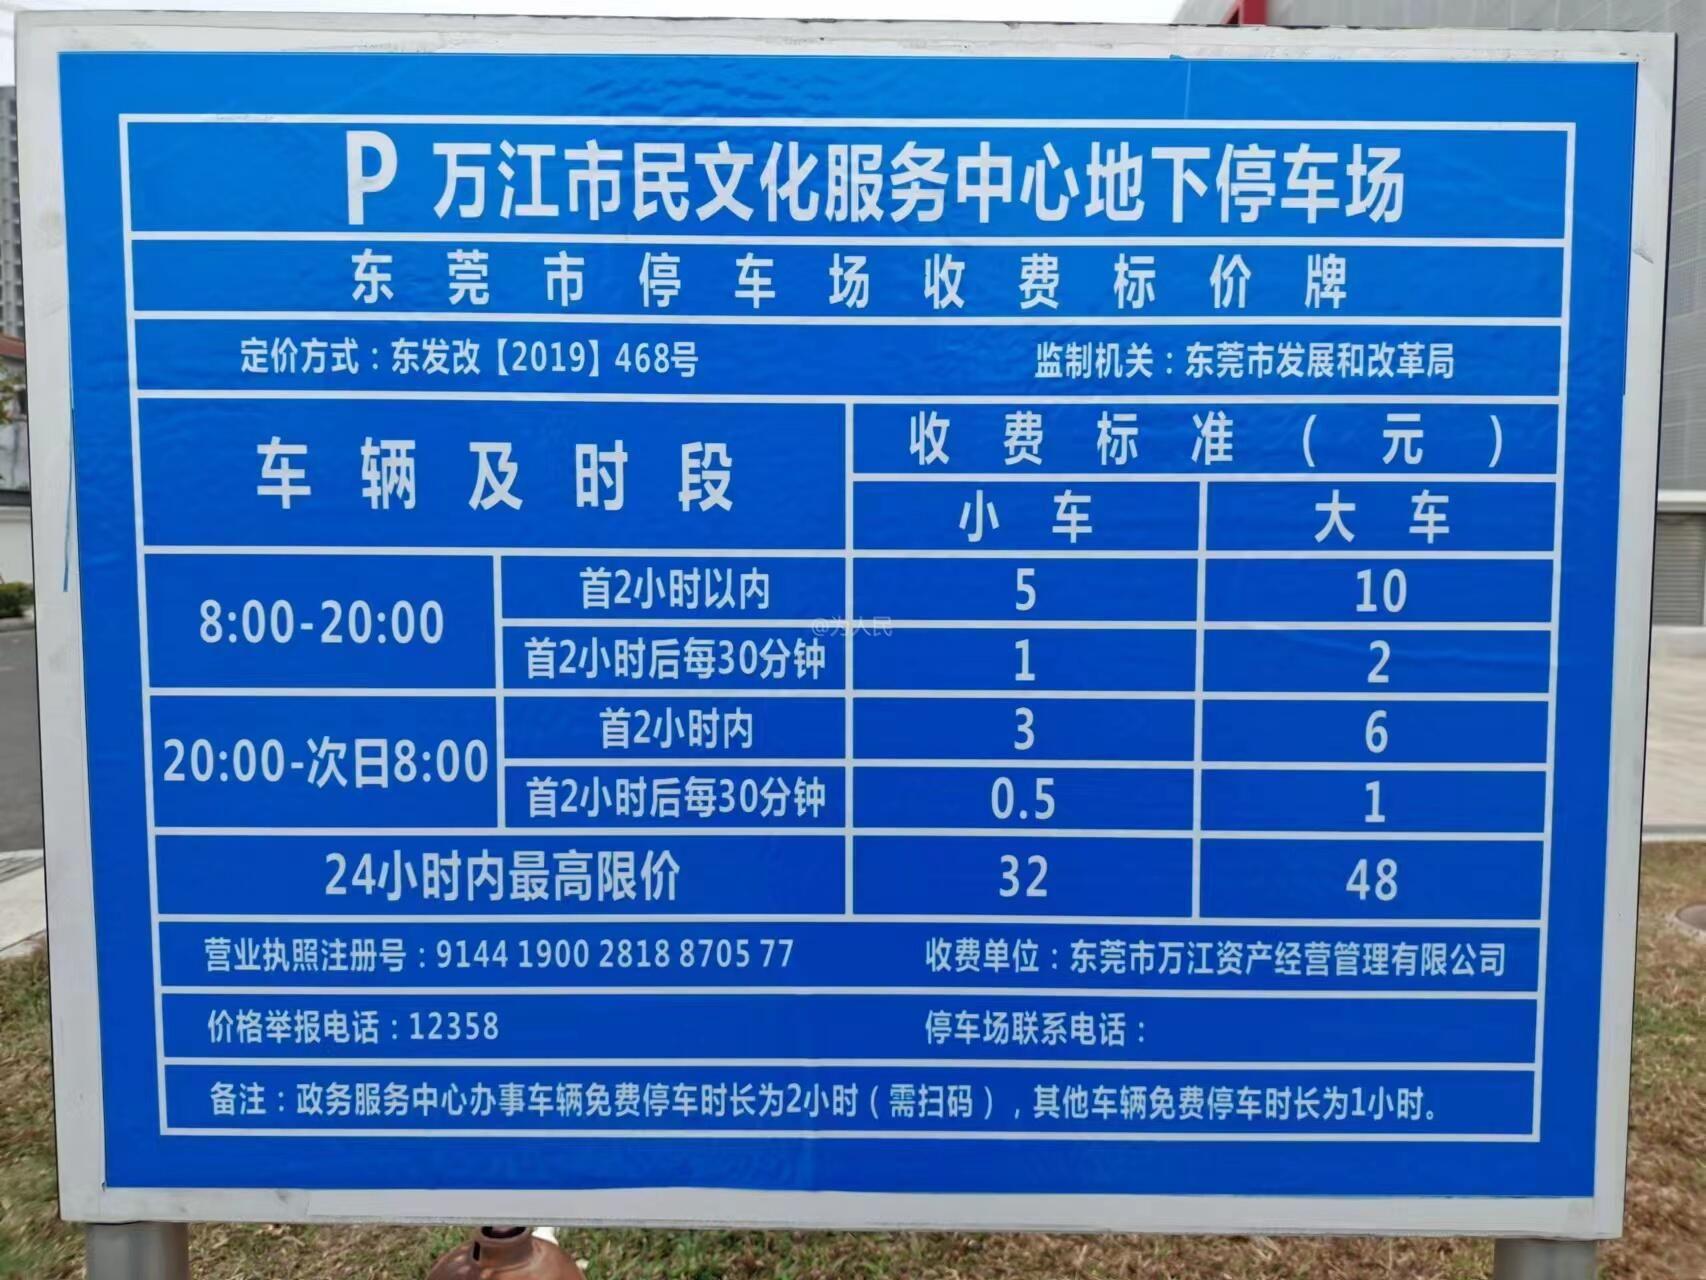 P 万江市民文化服务中心地下停车场
东莞市停车场收费标价牌
定价方式：东发改【2019】468号 监制机关：东莞市发展和改革局
车辆及时段 收费标准（元）
小车 大车
8:00-20:00 首2小时以内 5 10
首2小时后每30分钟 1 2
20:00-次日8:00 首2小时内 3 6
首2小时后每30分钟 0.5 1
24小时内最高限价 32 48
营业执照注册号：9144 1900 2818 8705 77 收费单位：东莞市万江资产经营管理有限公司
价格举报电话：12358 停车场联系电话：
备注：政务服务中心办事车辆免费停车时长为2小时（需扫码），其他车辆免费停车时长为1小时。
@为人民